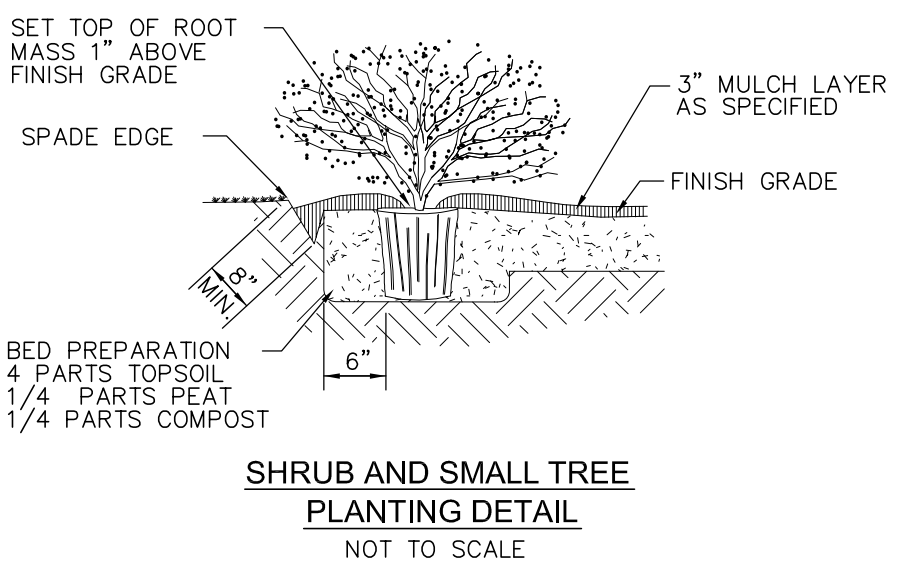 SET TOP OF ROOT
MASS 1” ABOVE
FINISH GRADE
3” MULCH LAYER
AS SPECIFIED
SPADE EDGE
FINISH GRADE
8”
MIN.
BED PREPARATION
4 PARTS TOPSOIL
1/4 PARTS PEAT
1/4 PARTS COMPOST
6”
SHRUB AND SMALL TREE
PLANTING DETAIL
NOT TO SCALE